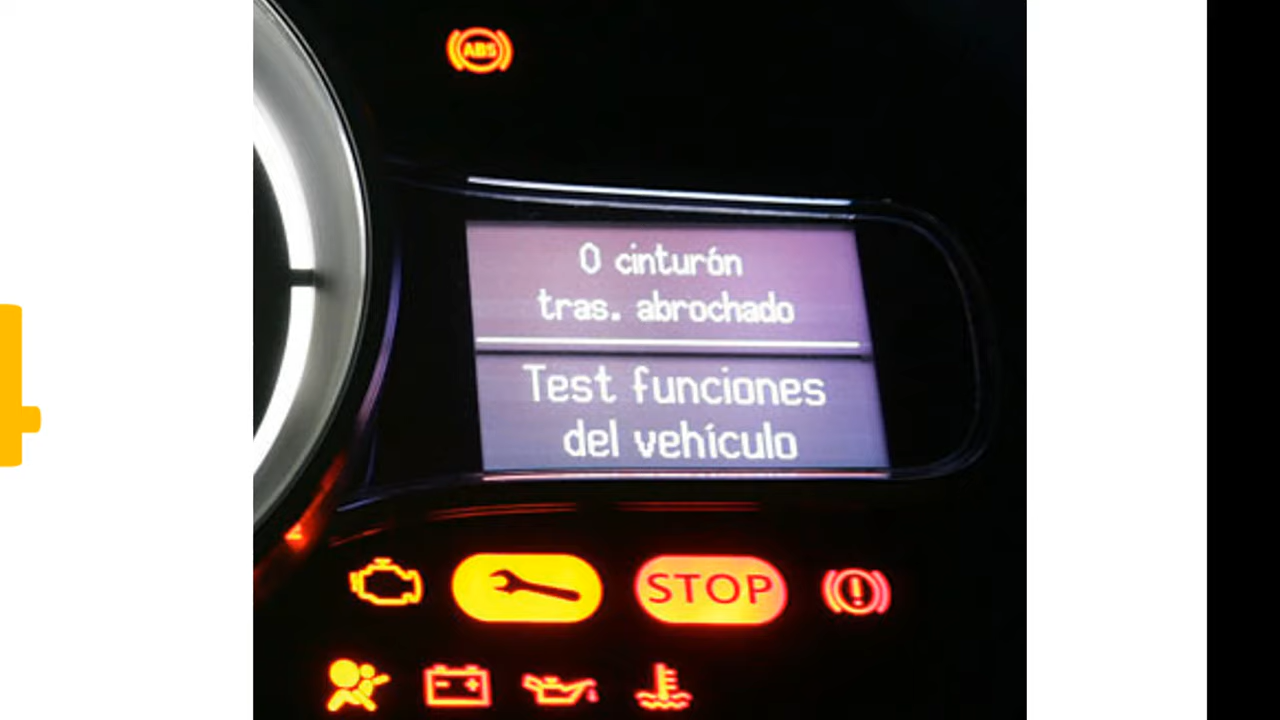 ABS
0 cinturón
tras. abrochado
Test funciones
del vehículo
STOP